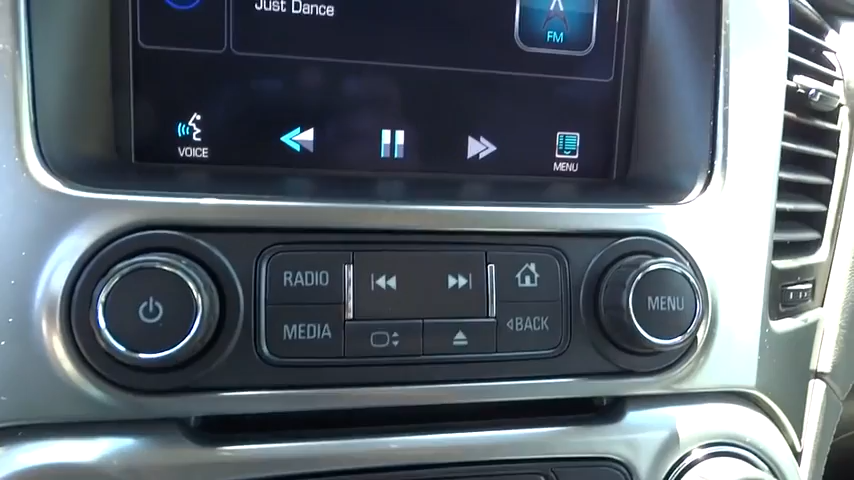 Just Dance
FM
VOICE
MENU
RADIO
MENU
MEDIA
BACK